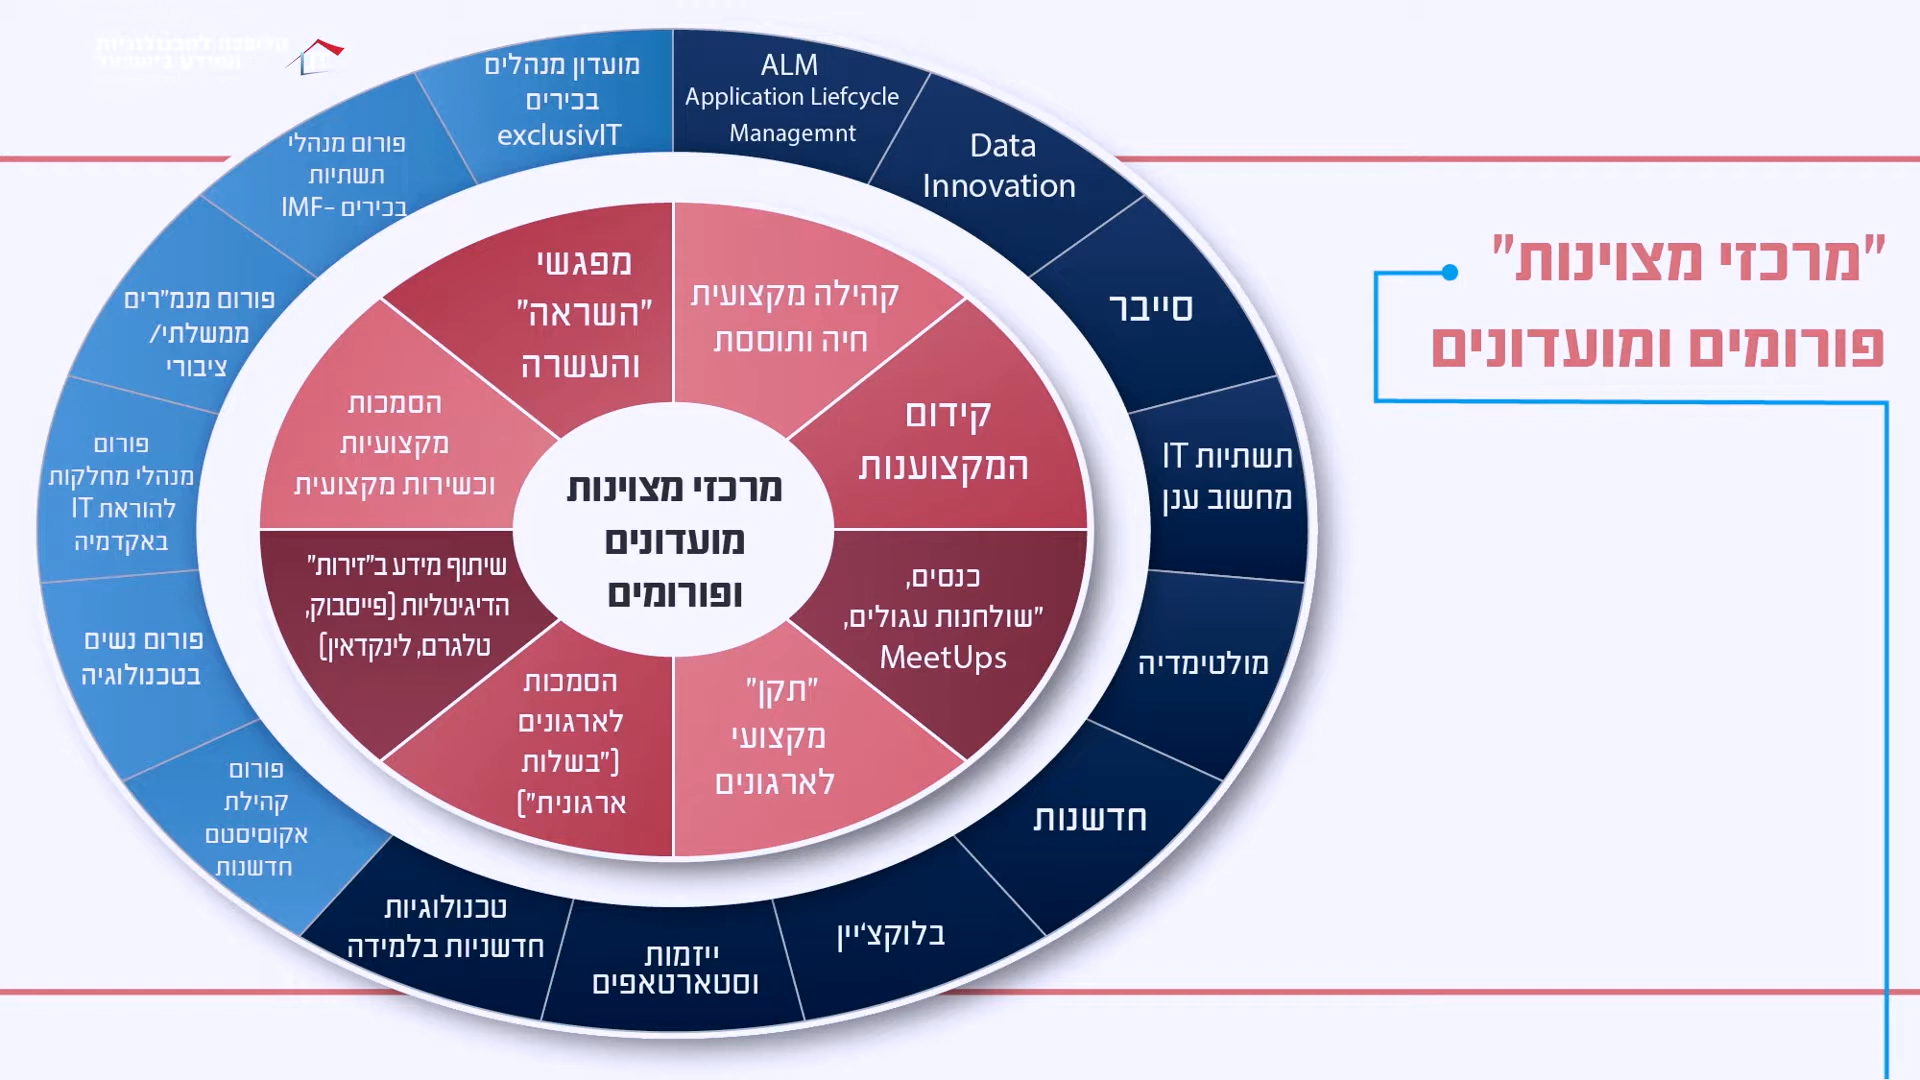 "מרכזי מצוינות"
פורומים ומועדונים
ALM
Application Liefcycle
Managemnt
Data
Innovation
סייבר
תשתיות IT
מחשוב ענן
מולטימדיה
חדשנות
בלוקצ'יין
ייזמות
וסטארטאפים
טכנולוגיות
חדשניות בלמידה
פורום
קהילת
אקוסיסטם
חדשנות
פורום נשים
בטכנולוגיה
פורום
מנהלי מחלקות
להוראת IT
באקדמיה
פורום מנמ"רים
ממשלתי/
ציבורי
פורום מנהלי
תשתיות
בכירים -IMF
מועדון מנהלים
בכירים
exclusivIT
קהילה מקצועית
חיה ותוססת
קידום
המקצוענות
כנסים,
"שולחנות עגולים,
MeetUps
"תקן"
מקצועי
לארגונים
הסמכות
לארגונים
("בשלות
ארגונית")
שיתוף מידע ב"זירות"
הדיגיטליות (פייסבוק,
טלגרם, לינקדאין)
הסמכות
מקצועיות
וכשירות מקצועית
מפגשי
"השראה"
והעשרה
מרכזי מצוינות
מועדונים
ופורומים